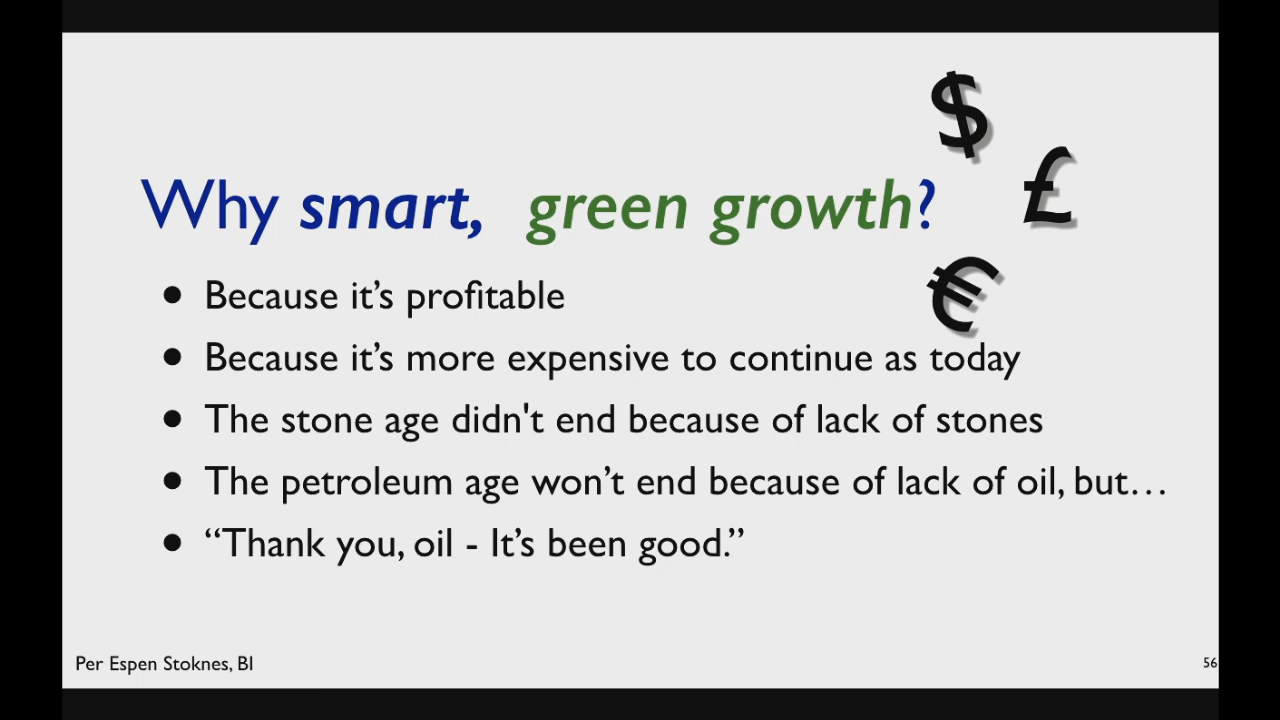 $
£
Why smart, green growth?
€
• Because it’s profitable
• Because it’s more expensive to continue as today
• The stone age didn't end because of lack of stones
• The petroleum age won’t end because of lack of oil, but…
• “Thank you, oil - It’s been good.”
Per Espen Stoknes, BI
56